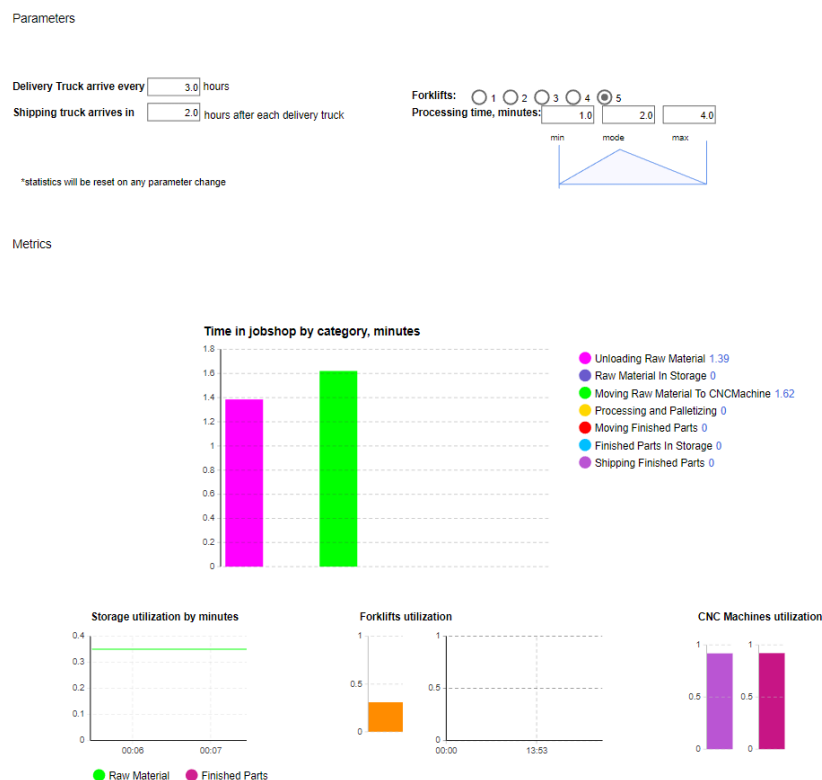 Parameters
Delivery Truck arrive every 3.0 hours
Shipping truck arrives in 2.0 hours after each delivery truck
Forklifts: 1 2 3 4 5
Processing time, minutes: 1.0 2.0 4.0
min mode max
*statistics will be reset on any parameter change
Metrics
Time in jobshop by category, minutes
1.8
1.6
1.4
1.2
1
0.8
0.6
0.4
0.2
0
Unloading Raw Material 1.39
Raw Material In Storage 0
Moving Raw Material To CNCMachine 1.62
Processing and Palletizing 0
Moving Finished Parts 0
Finished Parts In Storage 0
Shipping Finished Parts 0
Storage utilization by minutes
0.4
0.3
0.2
0.1
0
00:06 00:07
Raw Material Finished Parts
Forklifts utilization
1
0.5
0
1
0.5
0
00:00 13:53
CNC Machines utilization
1 1
0.5 0.5
0 0